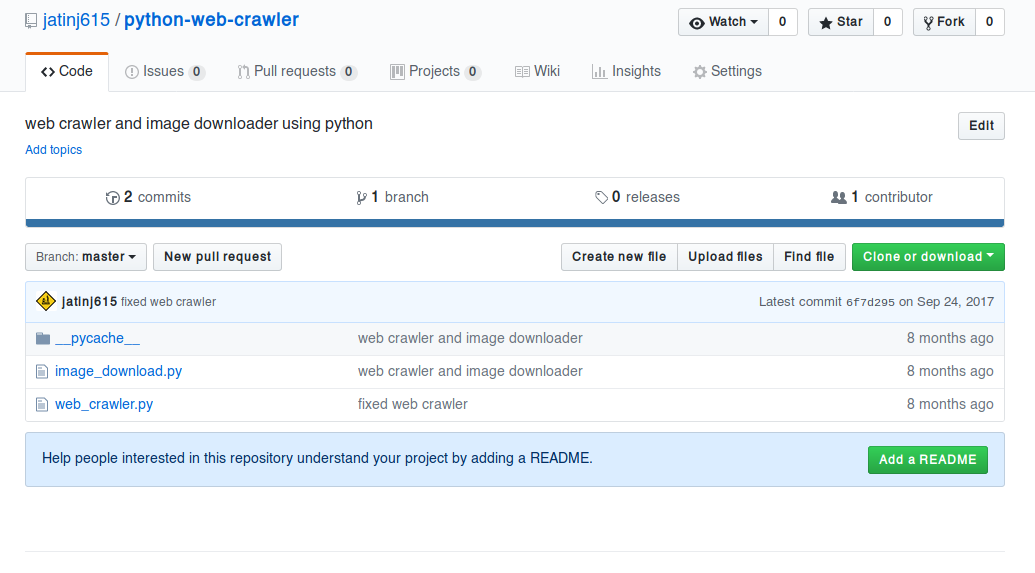 jatinj615 / python-web-crawler Watch 0 Star 0 Fork 0
Code Issues 0 Pull requests 0 Projects 0 Wiki Insights Settings
web crawler and image downloader using python Edit
Add topics
2 commits 1 branch 0 releases 1 contributor
Branch: master New pull request Create new file Upload files Find file Clone or download
jatinj615 fixed web crawler Latest commit 6f7d295 on Sep 24, 2017
__pycache__ web crawler and image downloader 8 months ago
image_download.py web crawler and image downloader 8 months ago
web_crawler.py fixed web crawler 8 months ago
Help people interested in this repository understand your project by adding a README. Add a README